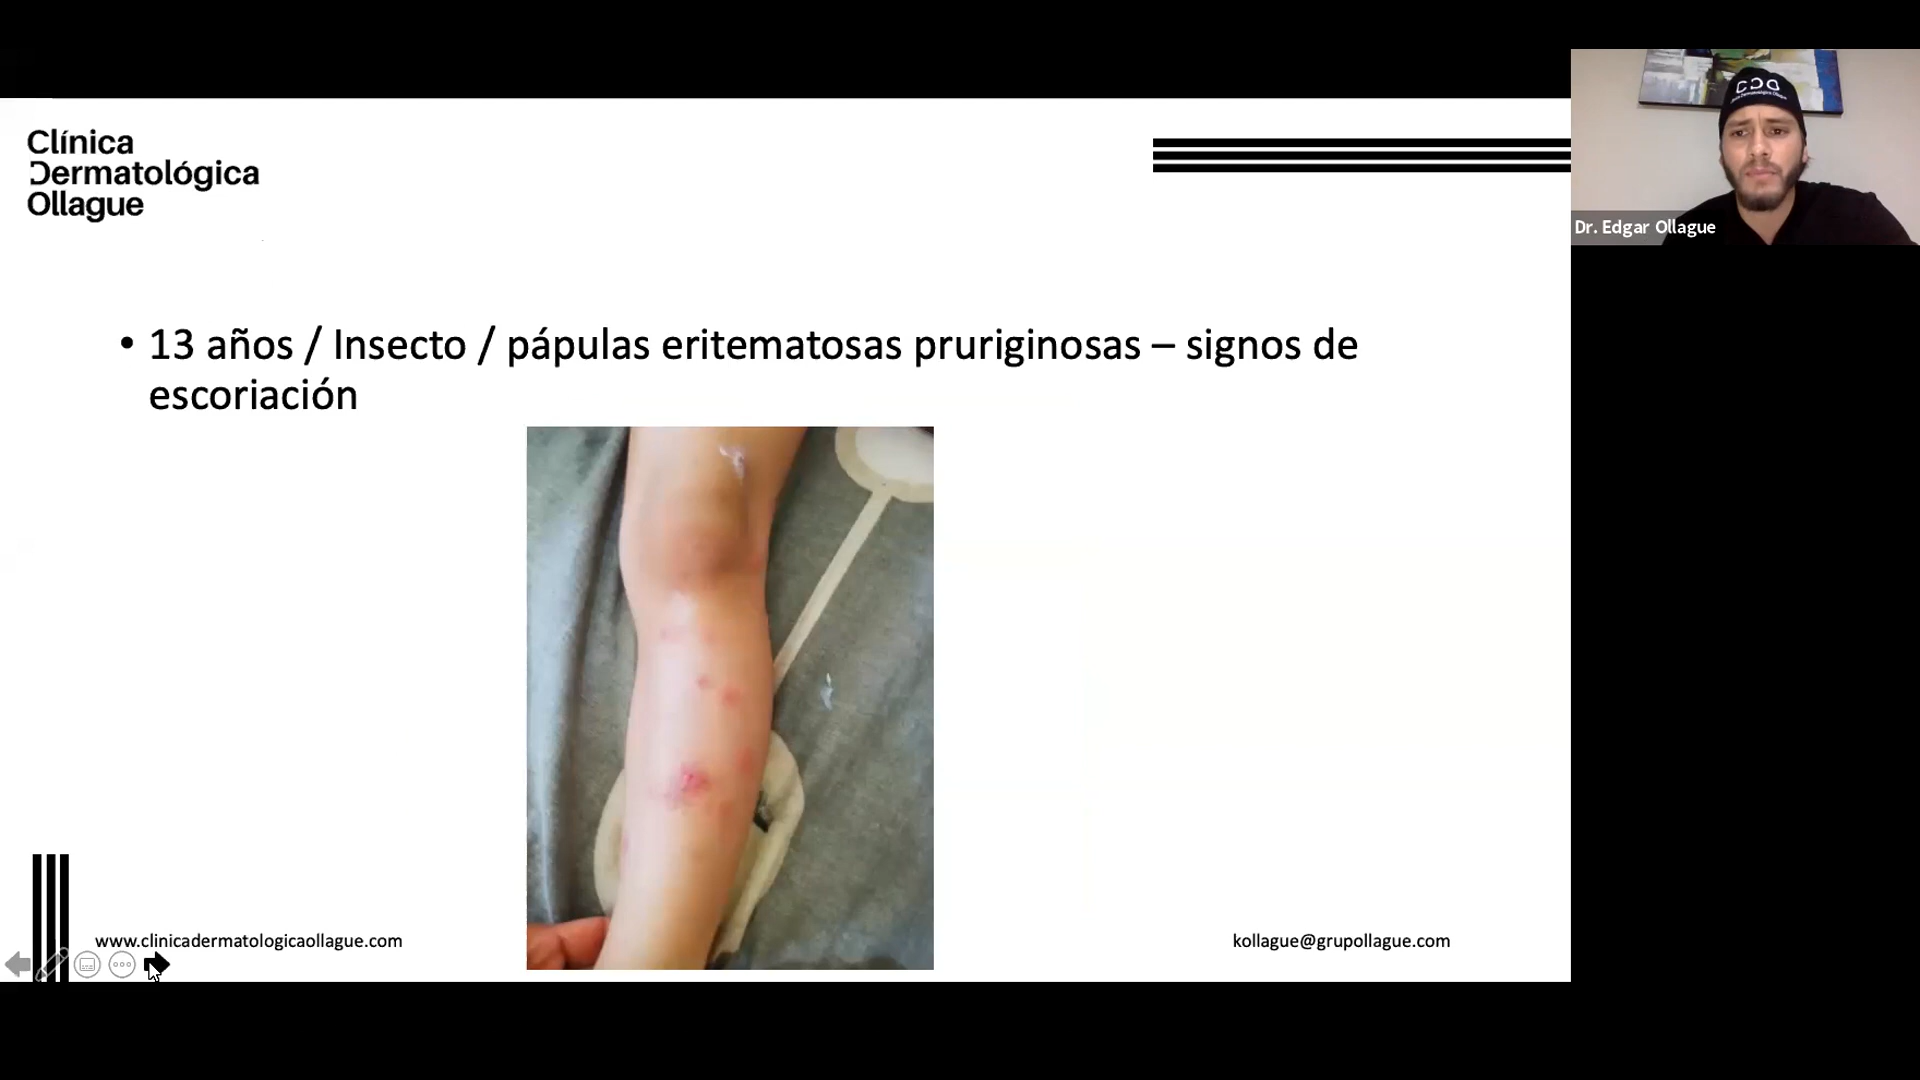 Clínica
Dermatológica
Ollague
Dr. Edgar Ollague
• 13 años / Insecto / pápulas eritematosas pruriginosas – signos de
escoriación
www.clinicadermatologicaollague.com
kollague@grupollague.com